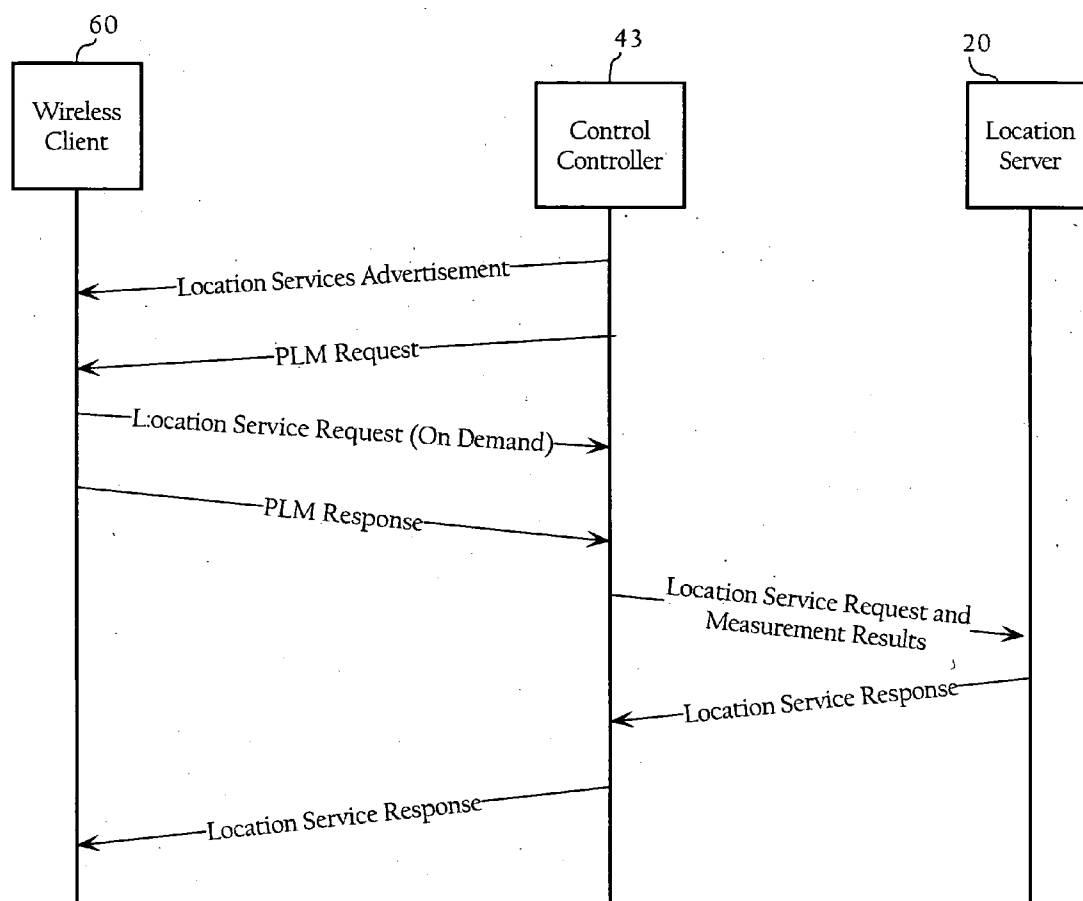 60
43
20
Wireless
Client
Control
Controller
Location
Server
Location Services Advertisement
PLM Request
L:ocation Service Request (On Demand)
PLM Response
Location Service Request and
Measurement Results
Location Service Response
Location Service Response